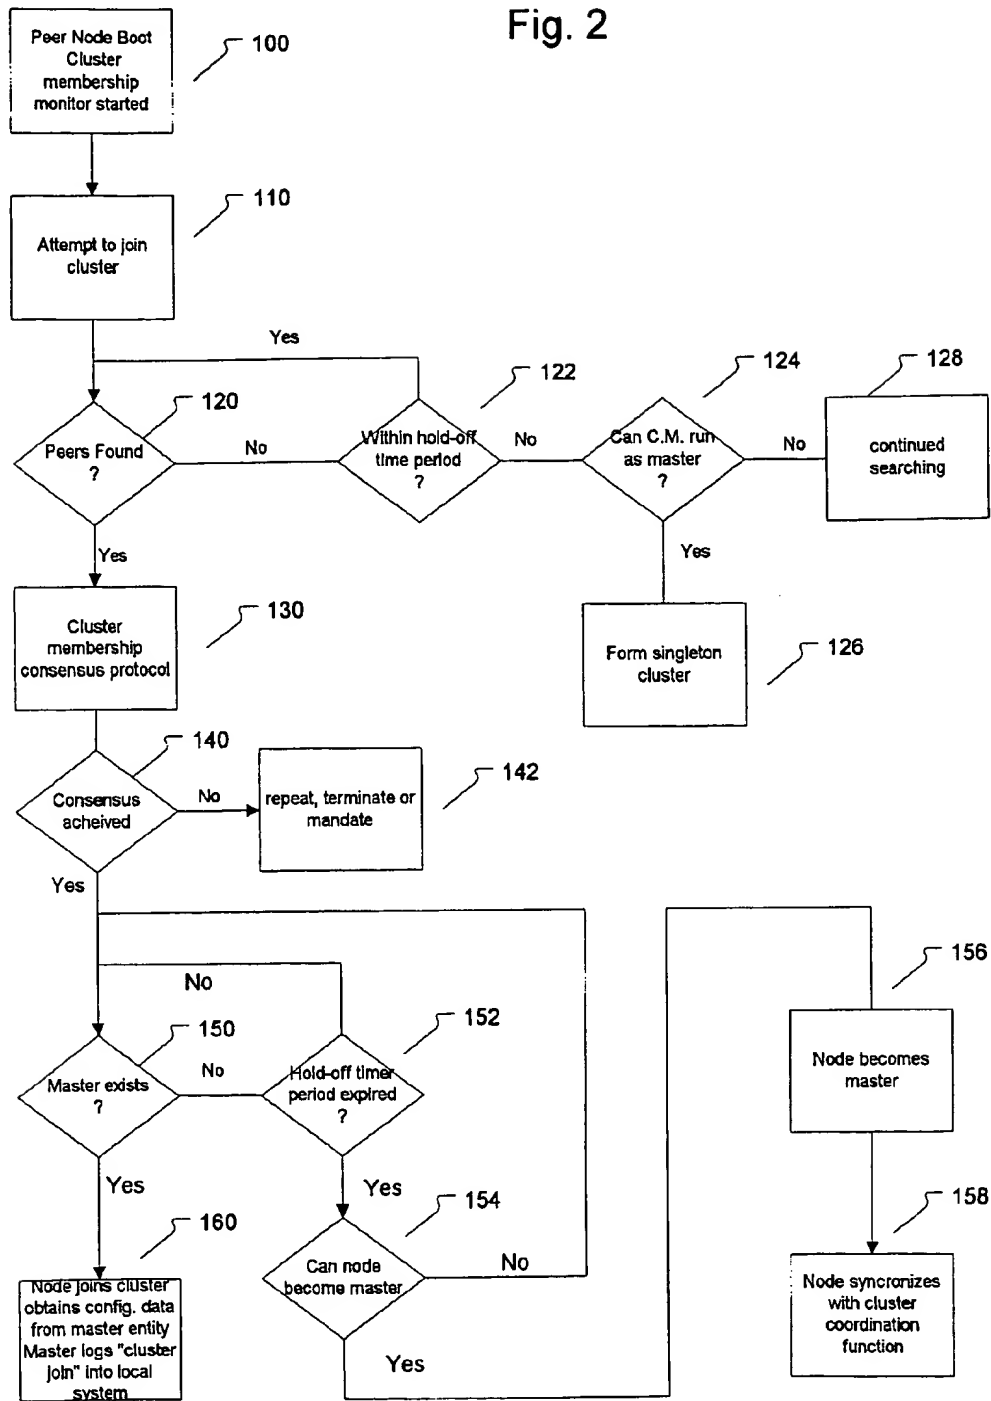 Fig. 2
Peer Node Boot
Cluster
membership
monitor started
100
110
Attempt to join
cluster
Yes
120
Peers Found
?
No
122
Within hold-off
time period
?
No
124
Can C.M. run
as master
?
No
128
continued
searching
Yes
Yes
130
Cluster
membership
consensus protocol
Form singleton
cluster
126
140
Consensus
acheived
No
repeat, terminate or
mandate
142
Yes
No
150
Master exists
?
No
152
Hold-off timer
period expired
?
156
Node becomes
master
Yes
Yes
154
Can node
become master
No
158
Node syncronizes
with cluster
coordination
function
160
Node joins cluster
obtains config. data
from master entity
Master logs "cluster
join" into local
system
Yes